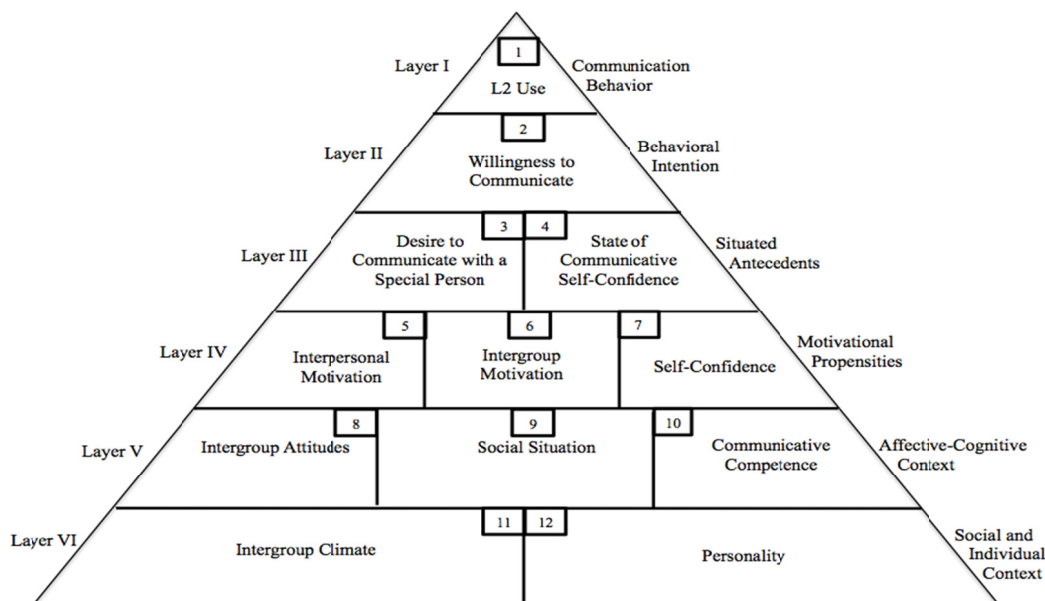 1
Layer I
L2 Use
Communication
Behavior
2
Layer II
Willingness to
Communicate
Behavioral
Intention
3
4
Layer III
Desire to
Communicate with a
Special Person
State of
Communicative
Self-Confidence
Situated
Antecedents
5
6
7
Layer IV
Interpersonal
Motivation
Intergroup
Motivation
Self-Confidence
Motivational
Propensities
8
9
10
Layer V
Intergroup Attitudes
Social Situation
Communicative
Competence
Affective-Cognitive
Context
11
12
Layer VI
Intergroup Climate
Personality
Social and
Individual
Context